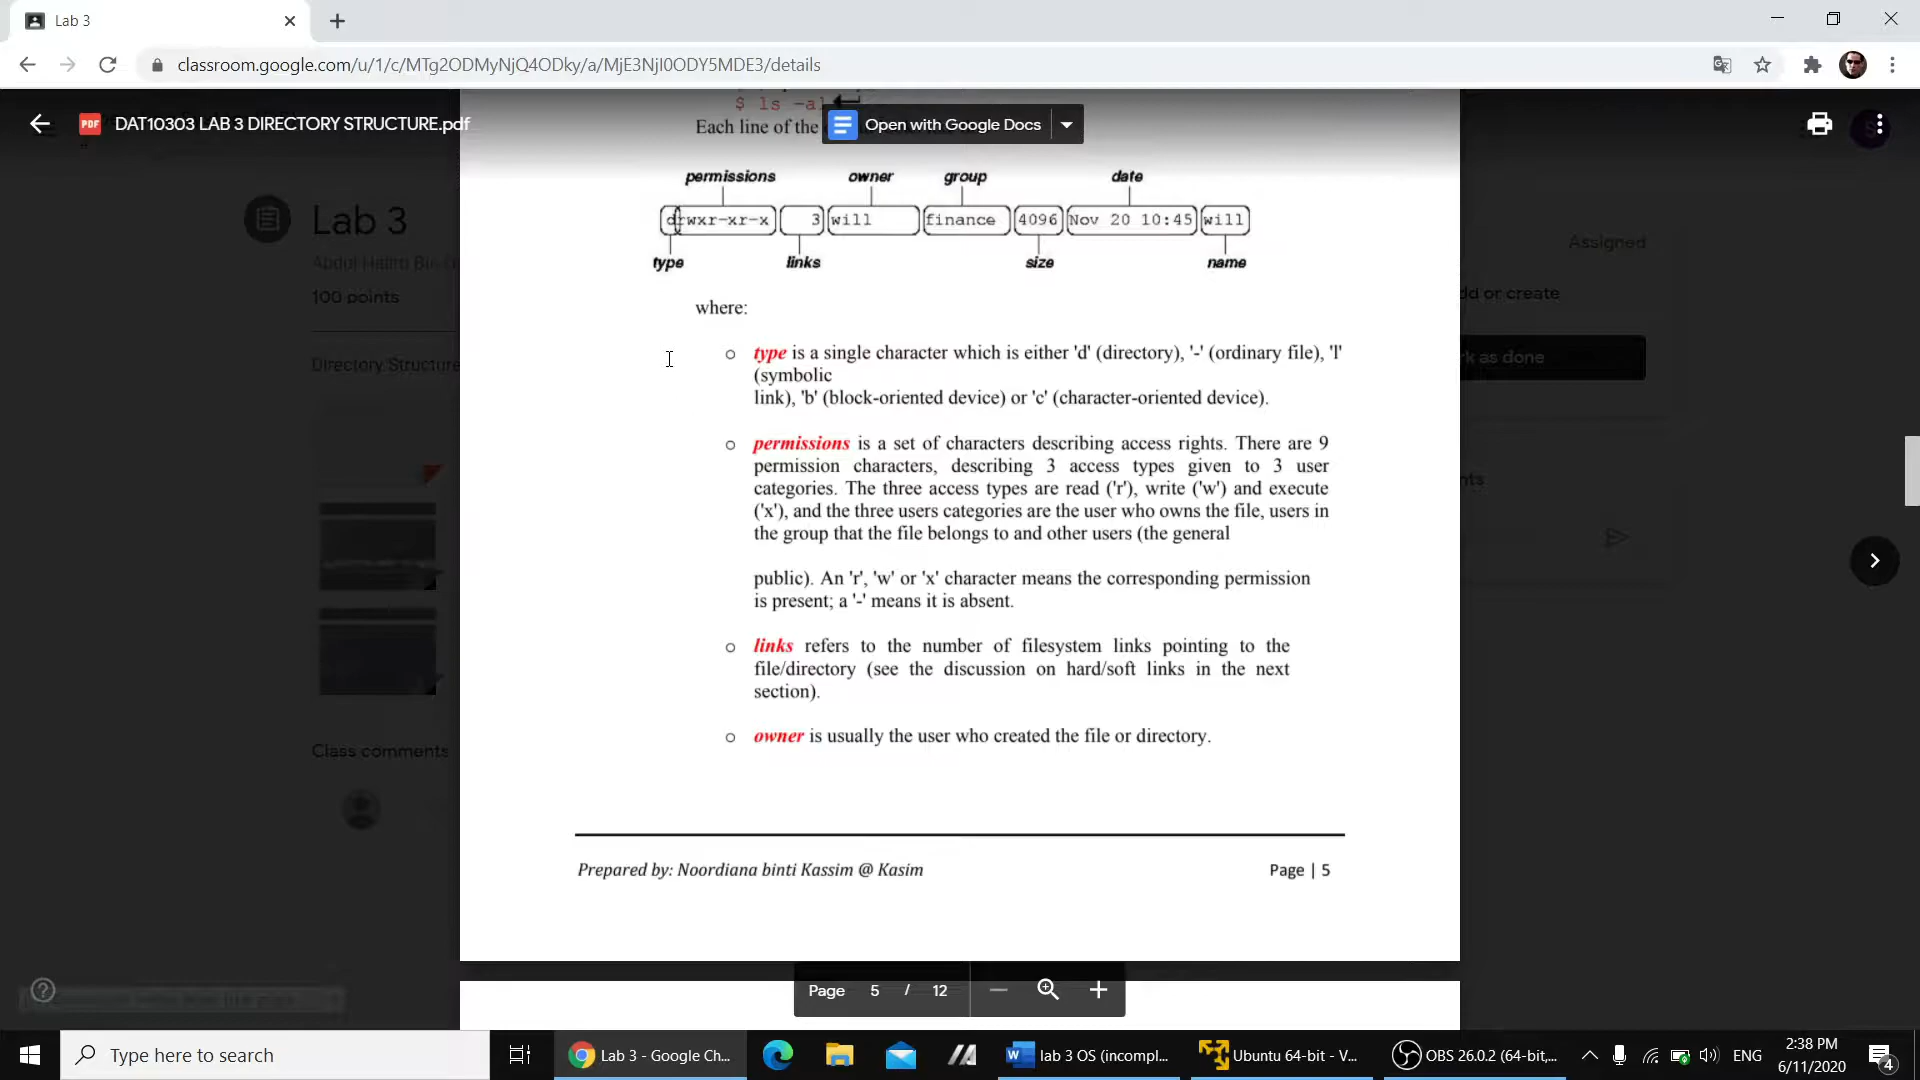 Lab 3
classroom.google.com/u/1/c/MTg2ODMyNjQ4ODky/a/MjE3NjI0ODY5MDE3/details
$ ls -al
PDF DAT10303 LAB 3 DIRECTORY STRUCTURE.pdf
Open with Google Docs
Each line of the
Lab 3
Assigned
100 points
Directory Structure
Class comments
permissions owner group date
drwxr-xr-x 3 will finance 4096 Nov 20 10:45 will
type links size name
where:
o type is a single character which is either 'd' (directory), '-' (ordinary file), 'l'
(symbolic
link), 'b' (block-oriented device) or 'c' (character-oriented device).
o permissions is a set of characters describing access rights. There are 9
permission characters, describing 3 access types given to 3 user
categories. The three access types are read ('r'), write ('w') and execute
('x'), and the three users categories are the user who owns the file, users in
the group that the file belongs to and other users (the general
public). An 'r', 'w' or 'x' character means the corresponding permission
is present; a '-' means it is absent.
o links refers to the number of filesystem links pointing to the
file/directory (see the discussion on hard/soft links in the next
section).
o owner is usually the user who created the file or directory.
Prepared by: Noordiana binti Kassim @ Kasim Page | 5
dd or create
k as done
nts
Page 5 / 12
Type here to search
Lab 3 - Google Ch...
lab 3 OS (incompl...
Ubuntu 64-bit - V...
OBS 26.0.2 (64-bit,...
ENG
2:38 PM
6/11/2020
4